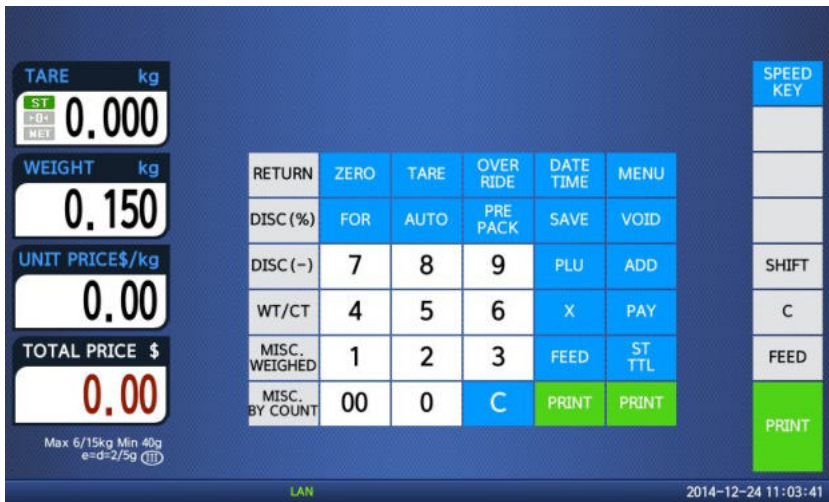 TARE kg
ST
→0←
NET
0.000
WEIGHT kg
0.150
UNIT PRICE$/kg
0.00
TOTAL PRICE $
0.00
Max 6/15kg Min 40g
e=d=2/5g III
RETURN ZERO TARE OVER RIDE DATE TIME MENU
DISC(%) FOR AUTO PRE PACK SAVE VOID
DISC(-) 7 8 9 PLU ADD
WT/CT 4 5 6 X PAY
MISC. WEIGHED 1 2 3 FEED ST TTL
MISC. BY COUNT 00 0 C PRINT PRINT
SPEED
KEY
SHIFT
C
FEED
PRINT
LAN
2014-12-24 11:03:41